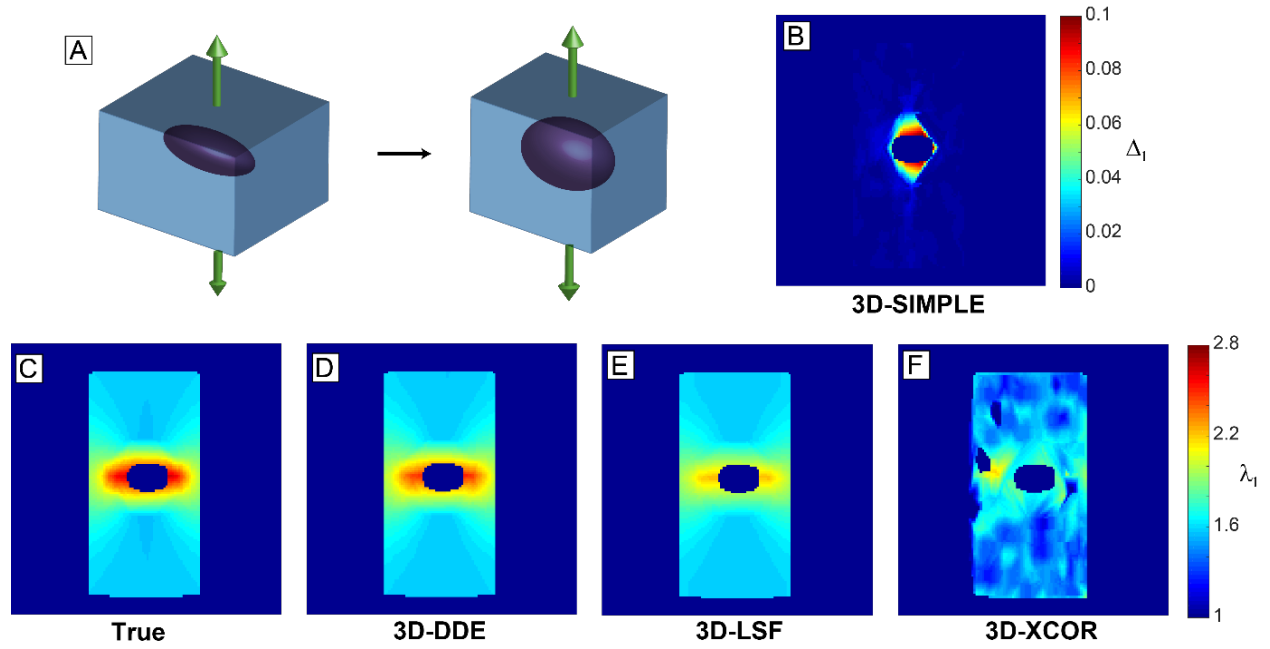 A
B
0.1
0.08
0.06
Δ1
0.04
0.02
0
3D-SIMPLE
C
D
E
F
2.8
2.2
λ1
1.6
1
True
3D-DDE
3D-LSF
3D-XCOR